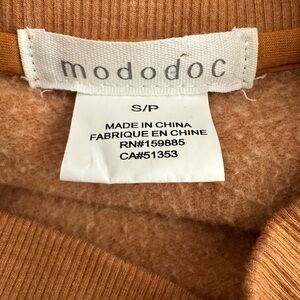 mododoc
S/P
MADE IN CHINA
FABRIQUE EN CHINE
RN#159885
CA#51353